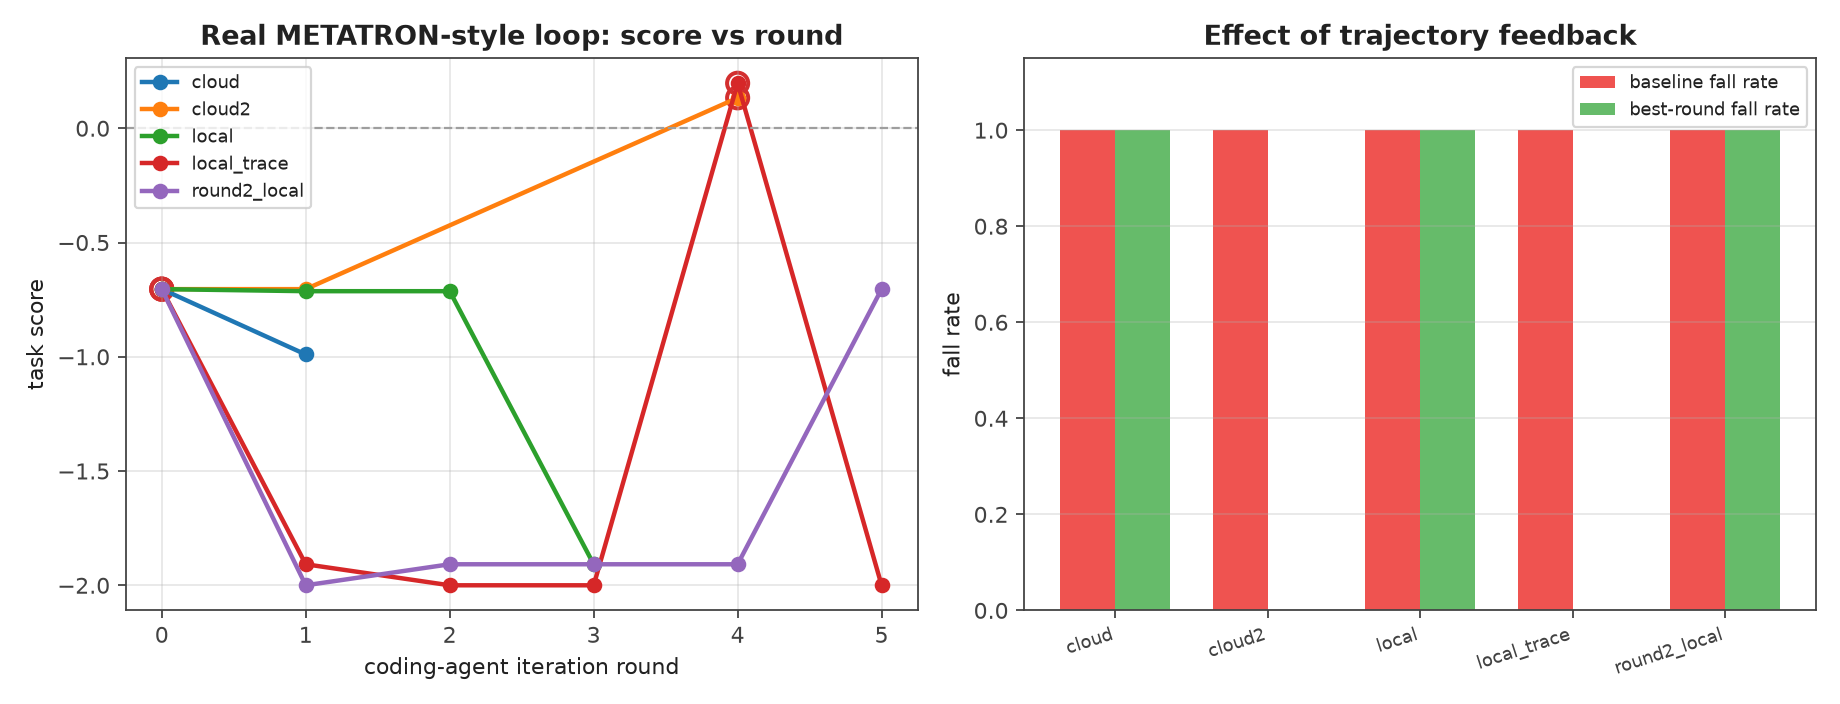 Real METATRON-style loop: score vs round
cloud
cloud2
local
local_trace
round2_local
0.0
−0.5
−1.0
−1.5
−2.0
task score
0 1 2 3 4 5
coding-agent iteration round
Effect of trajectory feedback
baseline fall rate
best-round fall rate
1.0
0.8
0.6
0.4
0.2
0.0
fall rate
cloud
cloud2
local
local_trace
round2_local